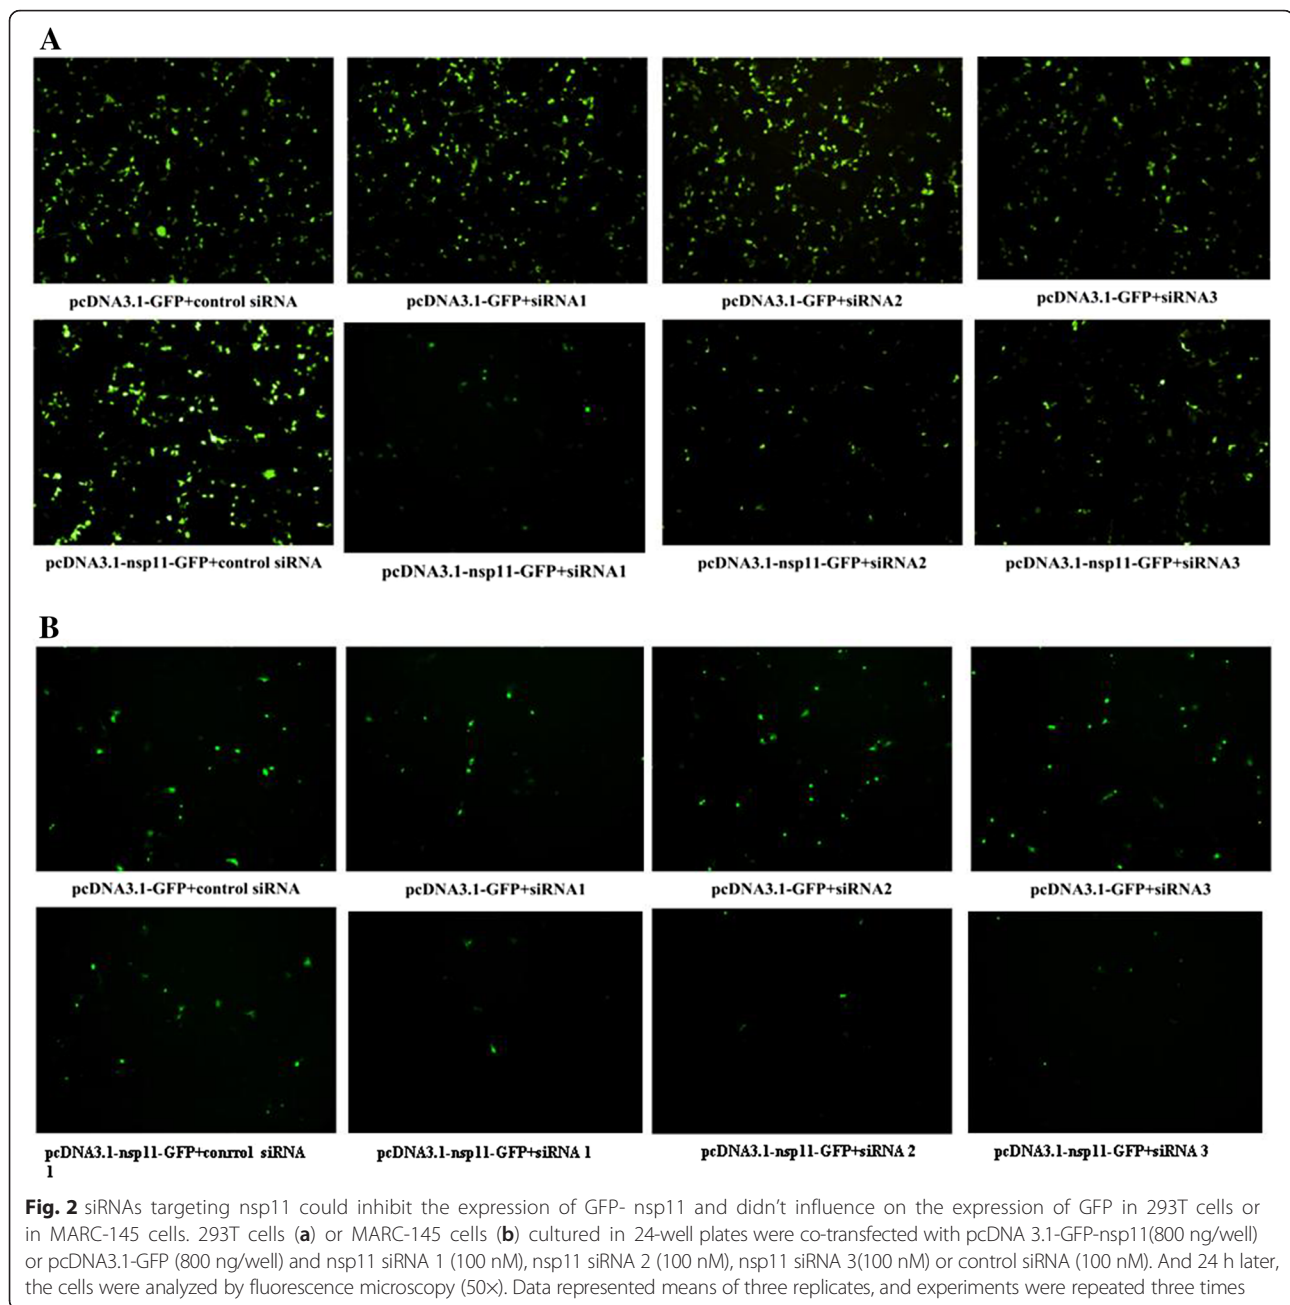 A
pcDNA3.1-GFP+control siRNA
pcDNA3.1-GFP+siRNA1
pcDNA3.1-GFP+siRNA2
pcDNA3.1-GFP+siRNA3
pcDNA3.1-nsp11-GFP+control siRNA
pcDNA3.1-nsp11-GFP+siRNA1
pcDNA3.1-nsp11-GFP+siRNA2
pcDNA3.1-nsp11-GFP+siRNA3
B
pcDNA3.1-GFP+control siRNA
pcDNA3.1-GFP+siRNA1
pcDNA3.1-GFP+siRNA2
pcDNA3.1-GFP+siRNA3
pcDNA3.1-nsp11-GFP+conrrol siRNA
1
pcDNA3.1-nsp11-GFP+siRNA 1
pcDNA3.1-nsp11-GFP+siRNA 2
pcDNA3.1-nsp11-GFP+siRNA 3
Fig. 2 siRNAs targeting nsp11 could inhibit the expression of GFP- nsp11 and didn't influence on the expression of GFP in 293T cells or
in MARC-145 cells. 293T cells (a) or MARC-145 cells (b) cultured in 24-well plates were co-transfected with pcDNA 3.1-GFP-nsp11(800 ng/well)
or pcDNA3.1-GFP (800 ng/well) and nsp11 siRNA 1 (100 nM), nsp11 siRNA 2 (100 nM), nsp11 siRNA 3(100 nM) or control siRNA (100 nM). And 24 h later,
the cells were analyzed by fluorescence microscopy (50×). Data represented means of three replicates, and experiments were repeated three times